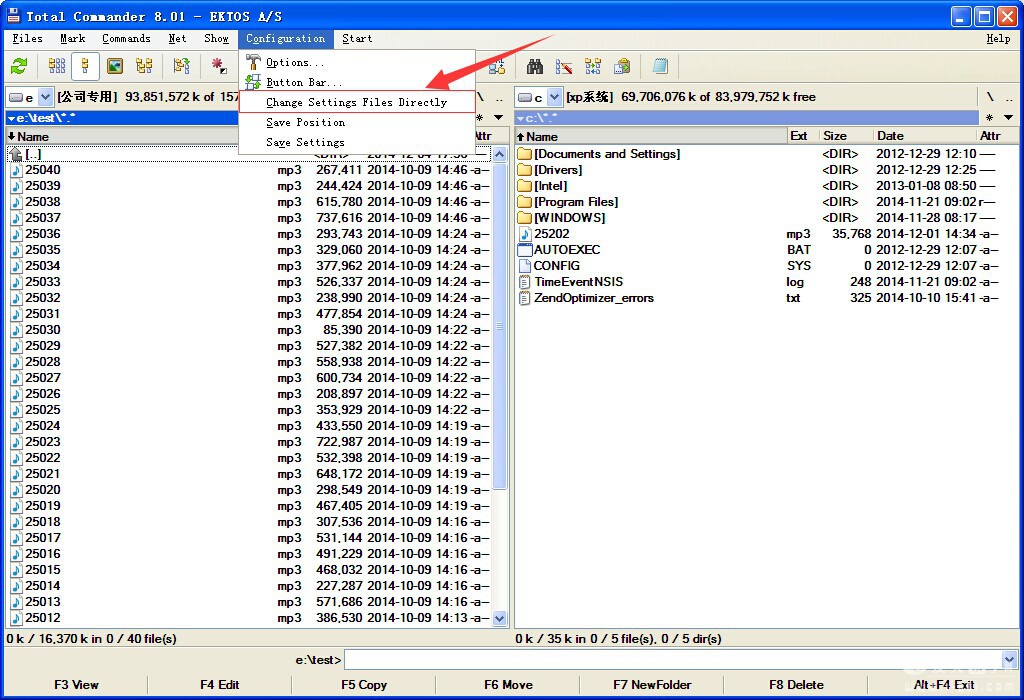 Total Commander 8.01 - EKTOS A/S
Files Mark Commands Net Show Configuration Start Help
Options...
Button Bar...
Change Settings Files Directly
Save Position
Save Settings
e [公司专用] 93,851,572 k of 157 \ ..
c [xp系统] 69,706,076 k of 83,979,752 k free \ ..
e:\test\*.* * 
c:\*.* *
Name Attr
[..] <DIR> 2014-12-04 17:38 —
25040 mp3 267,411 2014-10-09 14:46 -a--
25039 mp3 244,424 2014-10-09 14:46 -a--
25038 mp3 615,780 2014-10-09 14:46 -a--
25037 mp3 737,616 2014-10-09 14:46 -a--
25036 mp3 293,743 2014-10-09 14:24 -a--
25035 mp3 329,060 2014-10-09 14:24 -a--
25034 mp3 377,962 2014-10-09 14:24 -a--
25033 mp3 526,337 2014-10-09 14:24 -a--
25032 mp3 238,990 2014-10-09 14:24 -a--
25031 mp3 477,854 2014-10-09 14:24 -a--
25030 mp3 85,390 2014-10-09 14:22 -a--
25029 mp3 527,382 2014-10-09 14:22 -a--
25028 mp3 558,938 2014-10-09 14:22 -a--
25027 mp3 600,734 2014-10-09 14:22 -a--
25026 mp3 208,897 2014-10-09 14:22 -a--
25025 mp3 353,929 2014-10-09 14:22 -a--
25024 mp3 433,550 2014-10-09 14:19 -a--
25023 mp3 722,987 2014-10-09 14:19 -a--
25022 mp3 532,398 2014-10-09 14:19 -a--
25021 mp3 648,172 2014-10-09 14:19 -a--
25020 mp3 298,549 2014-10-09 14:19 -a--
25019 mp3 467,405 2014-10-09 14:19 -a--
25018 mp3 307,536 2014-10-09 14:16 -a--
25017 mp3 531,144 2014-10-09 14:16 -a--
25016 mp3 491,229 2014-10-09 14:16 -a--
25015 mp3 468,032 2014-10-09 14:16 -a--
25014 mp3 227,287 2014-10-09 14:16 -a--
25013 mp3 571,686 2014-10-09 14:16 -a--
25012 mp3 386,530 2014-10-09 14:13 -a--
0 k / 16,370 k in 0 / 40 file(s)
Name Ext Size Date Attr
[Documents and Settings] <DIR> 2012-12-29 12:10 ----
[Drivers] <DIR> 2012-12-29 12:25 ----
[Intel] <DIR> 2013-01-08 08:50 ----
[Program Files] <DIR> 2014-11-21 09:02 r---
[WINDOWS] <DIR> 2014-11-28 08:17 ----
25202 mp3 35,768 2014-12-01 14:34 -a--
AUTOEXEC BAT 0 2012-12-29 12:07 -a--
CONFIG SYS 0 2012-12-29 12:07 -a--
TimeEventNSIS log 248 2014-11-21 09:02 -a--
ZendOptimizer_errors txt 325 2014-10-10 15:41 -a--
0 k / 35 k in 0 / 5 file(s), 0 / 5 dir(s)
e:\test>
F3 View F4 Edit F5 Copy F6 Move F7 NewFolder F8 Delete Alt+F4 Exit